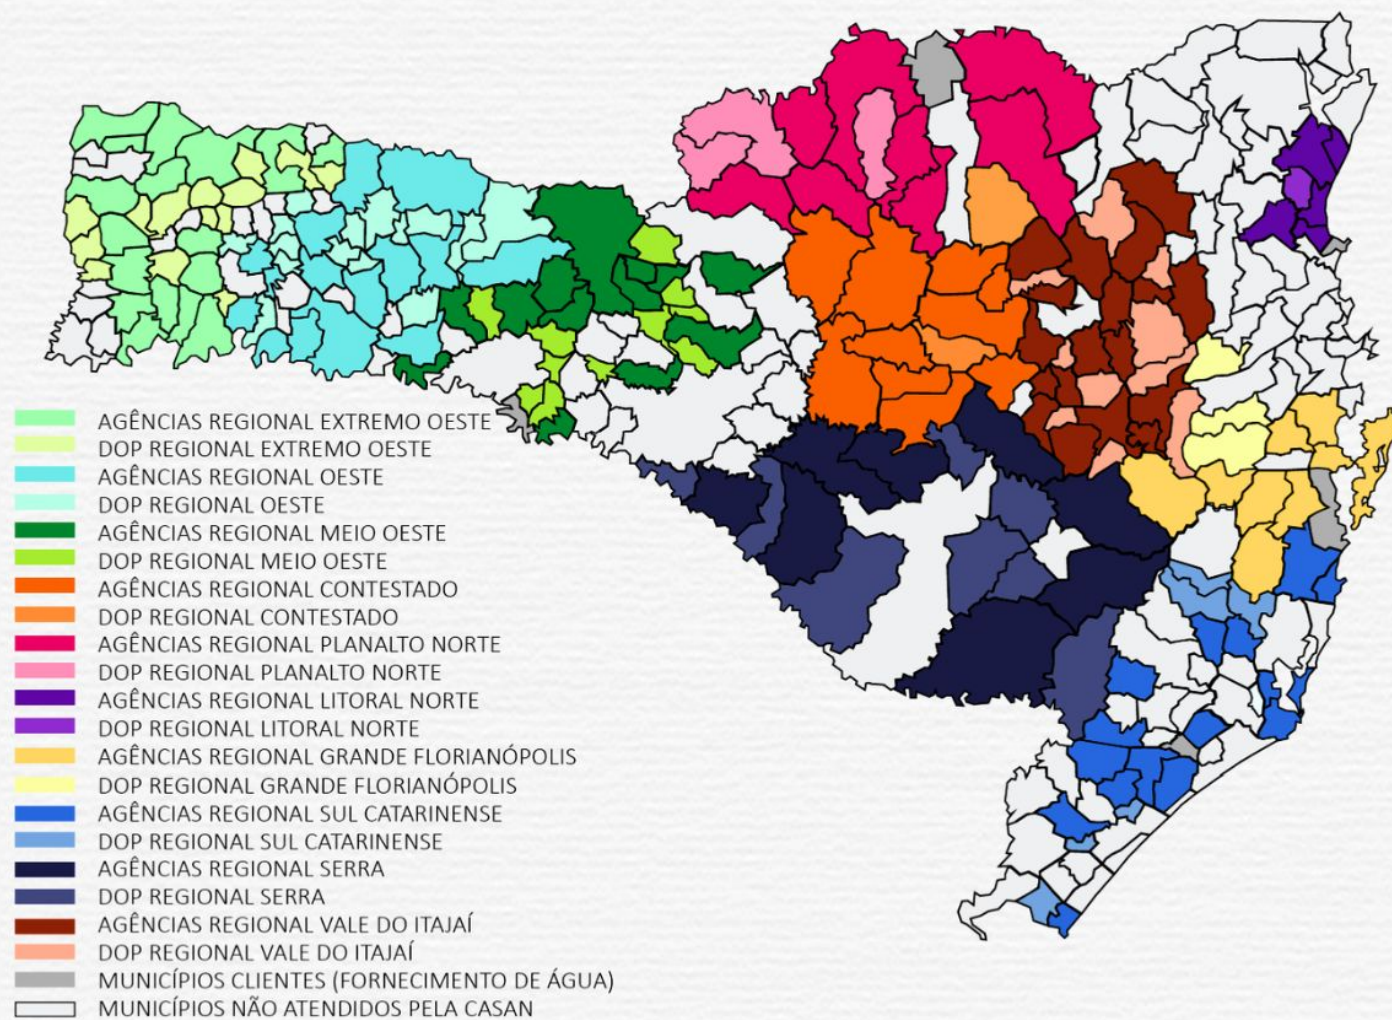 AGÊNCIAS REGIONAL EXTREMO OESTE
DOP REGIONAL EXTREMO OESTE
AGÊNCIAS REGIONAL OESTE
DOP REGIONAL OESTE
AGÊNCIAS REGIONAL MEIO OESTE
DOP REGIONAL MEIO OESTE
AGÊNCIAS REGIONAL CONTESTADO
DOP REGIONAL CONTESTADO
AGÊNCIAS REGIONAL PLANALTO NORTE
DOP REGIONAL PLANALTO NORTE
AGÊNCIAS REGIONAL LITORAL NORTE
DOP REGIONAL LITORAL NORTE
AGÊNCIAS REGIONAL GRANDE FLORIANÓPOLIS
DOP REGIONAL GRANDE FLORIANÓPOLIS
AGÊNCIAS REGIONAL SUL CATARINENSE
DOP REGIONAL SUL CATARINENSE
AGÊNCIAS REGIONAL SERRA
DOP REGIONAL SERRA
AGÊNCIAS REGIONAL VALE DO ITAJAÍ
DOP REGIONAL VALE DO ITAJAÍ
MUNICÍPIOS CLIENTES (FORNECIMENTO DE ÁGUA)
MUNICÍPIOS NÃO ATENDIDOS PELA CASAN